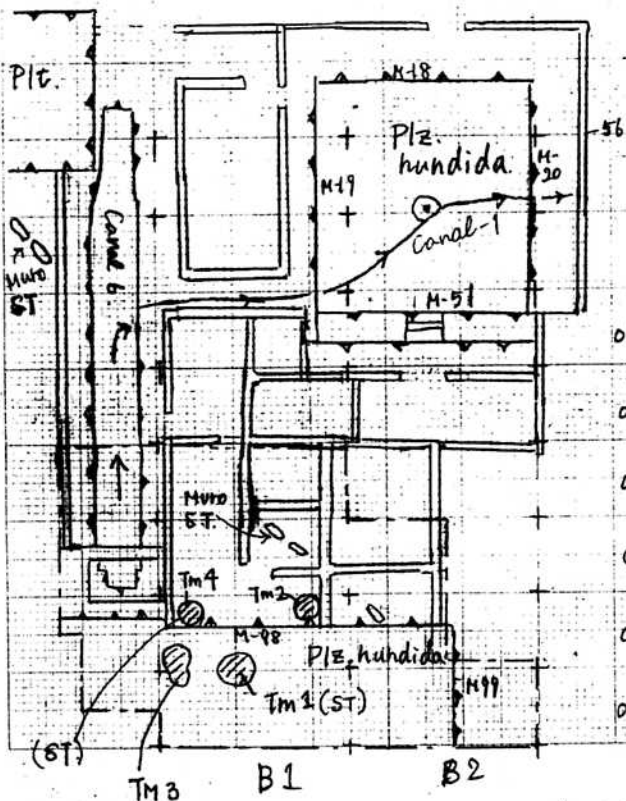 Plt.
M-18
56
Plz.
hundida.
M-20
M-19
Canal-1
Canal 6.
Muro
ST
M-51
Muro
ST.
Tm4
Tm2
M-98
Plz. hundida
M99
Tm1 (ST)
(ST)
TM3
B1
B2